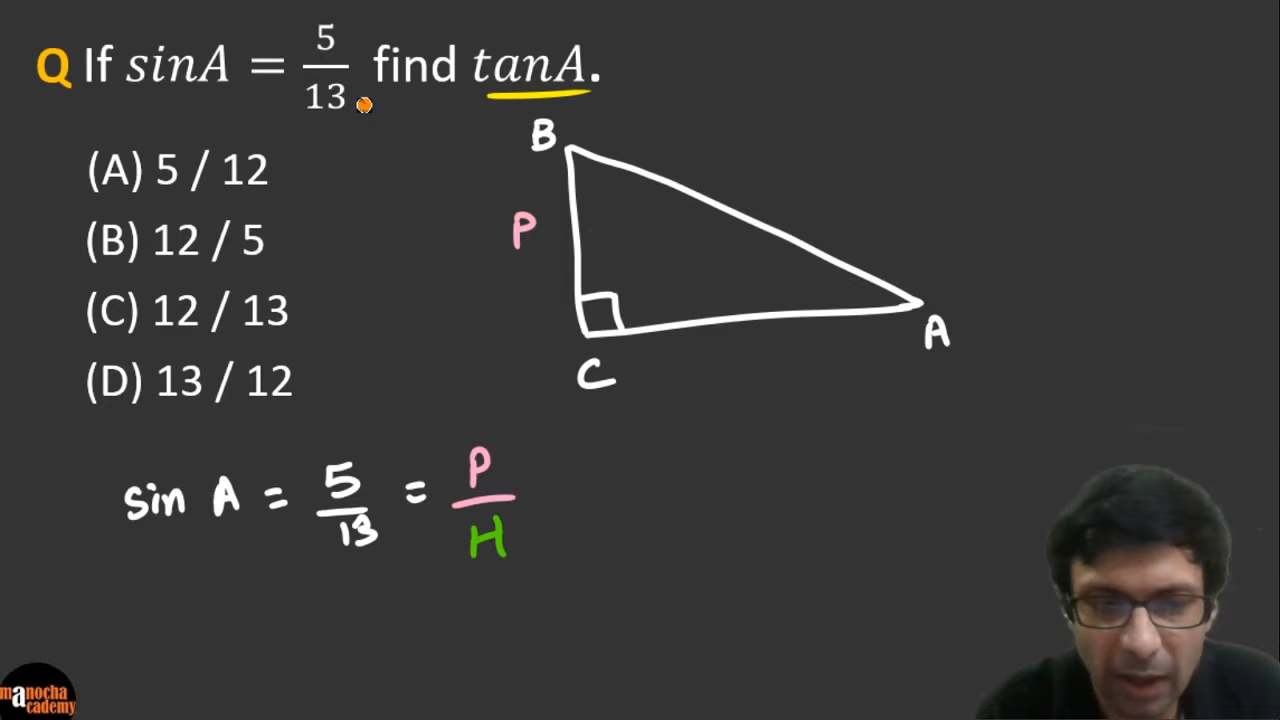 Q If sinA = 5/13 find tanA.
(A) 5 / 12
(B) 12 / 5
(C) 12 / 13
(D) 13 / 12
B
P
A
C
sin A = 5/13 = P/H
manocha
academy